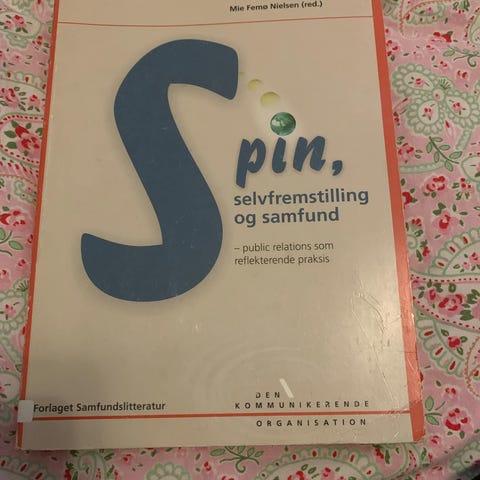 Mie Femø Nielsen (red.)
Spin,
selvfremstilling
og samfund
– public relations som
reflekterende praksis
Forlaget Samfundslitteratur
DEN
KOMMUNIKERENDE
ORGANISATION